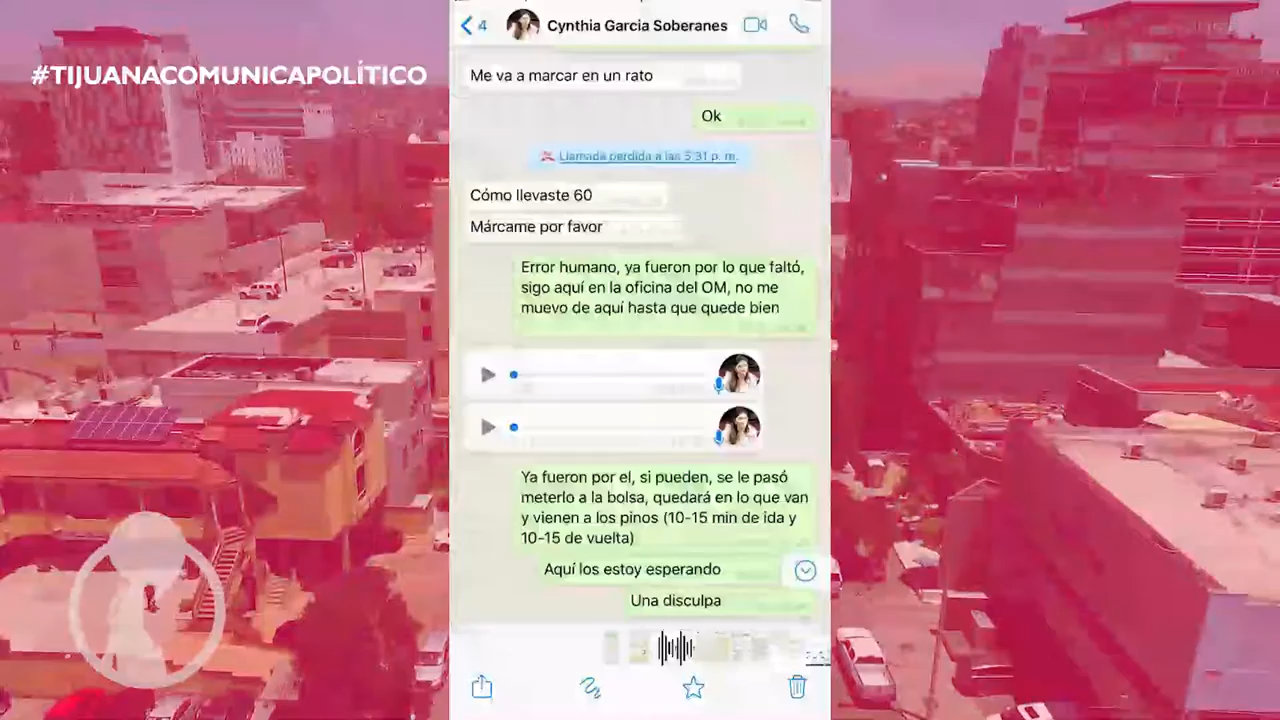 #TIJUANACOMUNICAPOLÍTICO
4
Cynthia Garcia Soberanes
Me va a marcar en un rato
Ok
Llamada perdida a las 5:31 p. m.
Cómo llevaste 60
Márcame por favor
Error humano, ya fueron por lo que faltó,
sigo aquí en la oficina del OM, no me
muevo de aquí hasta que quede bien
Ya fueron por el, si pueden, se le pasó
meterlo a la bolsa, quedará en lo que van
y vienen a los pinos (10-15 min de ida y
10-15 de vuelta)
Aquí los estoy esperando
Una disculpa